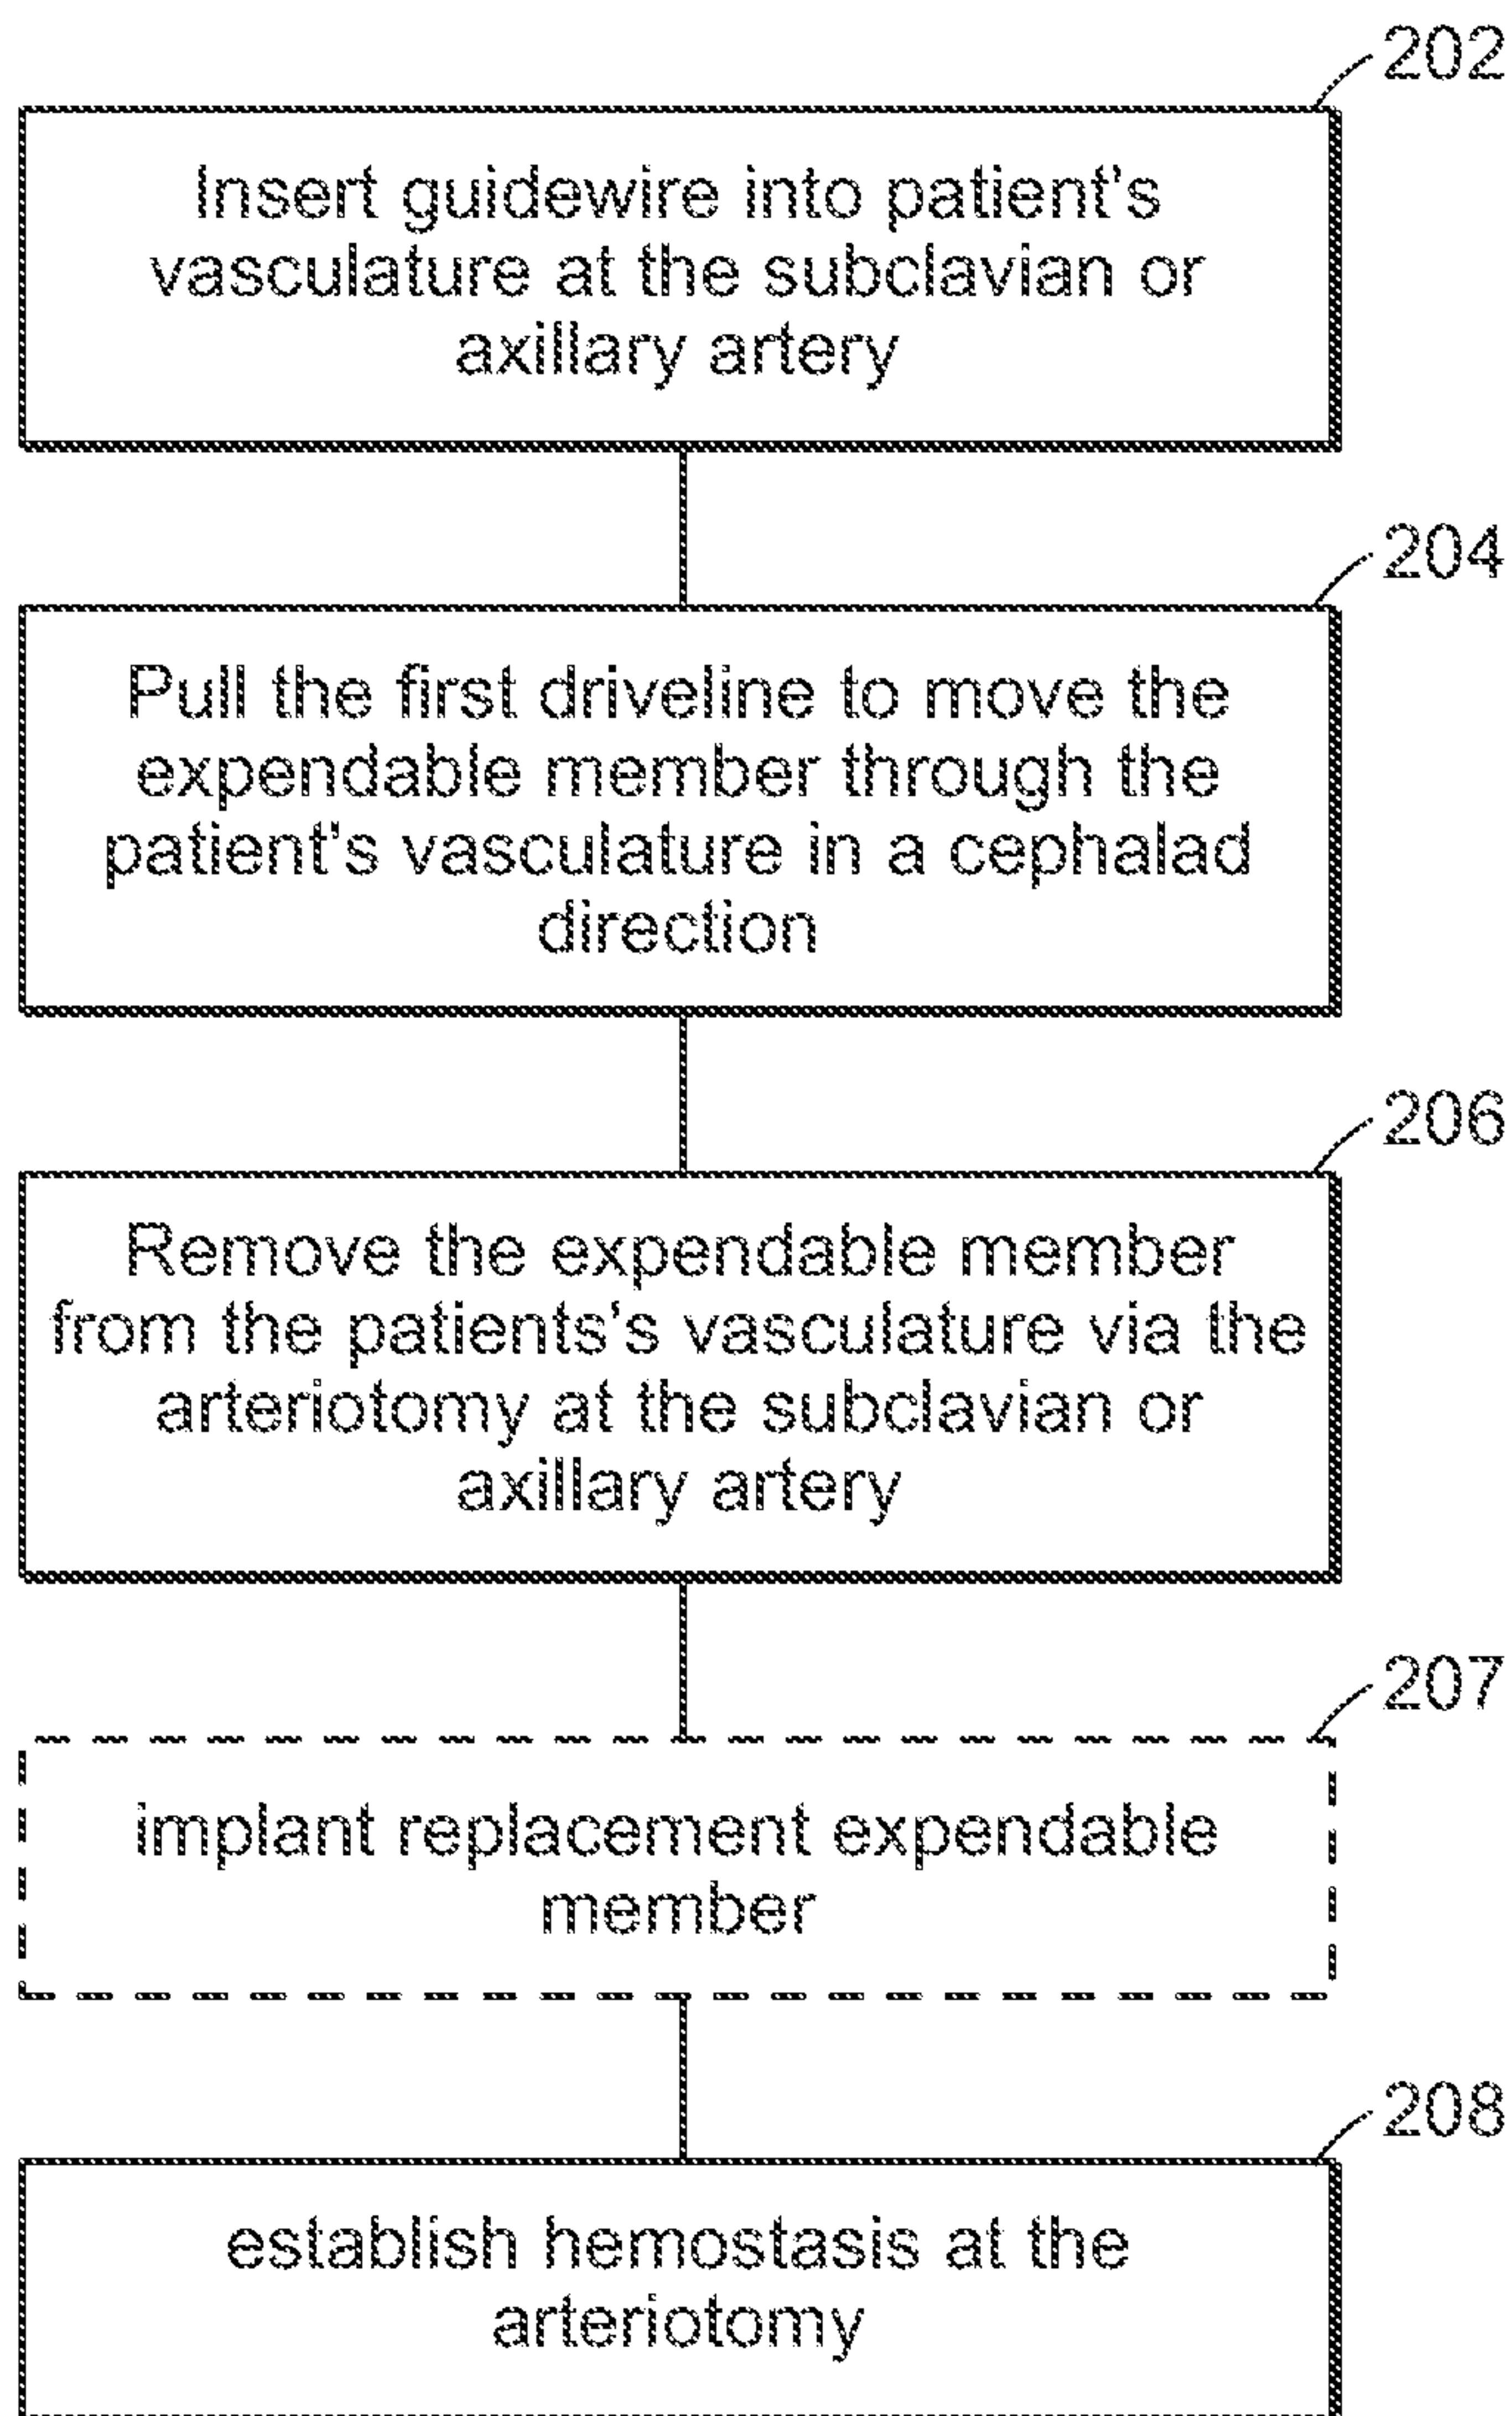 202
Insert guidewire into patient's
vasculature at the subclavian or
axillary artery
204
Pull the first driveline to move the
expendable member through the
patient's vasculature in a cephalad
direction
206
Remove the expendable member
from the patients's vasculature via the
arteriotomy at the subclavian or
axillary artery
207
implant replacement expendable
member
208
establish hemostasis at the
arteriotomy